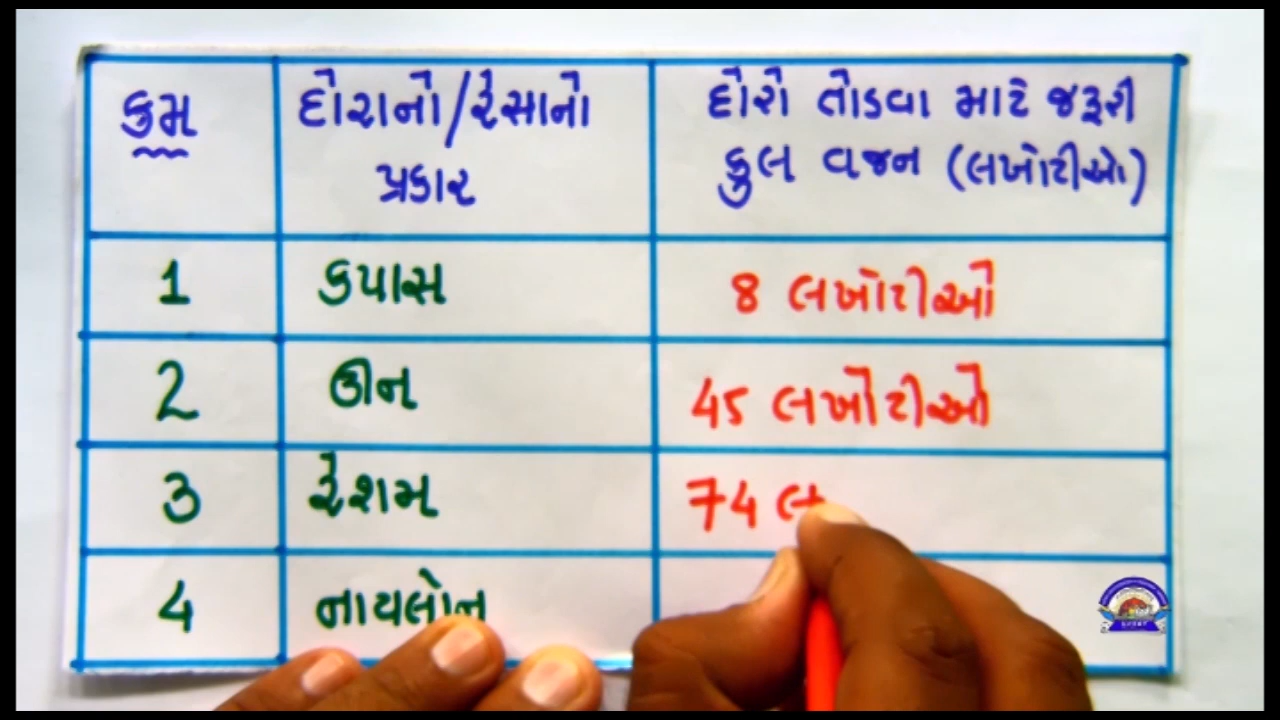 ક્રમ
દોરાનો/રેસાનો
પ્રકાર
દોરો તોડવા માટે જરૂરી
કુલ વજન (લખોટીઓ)
1 કપાસ 8 લખોટીઓ
2 ઊન 45 લખોટીઓ
3 રેશમ 74 લ
4 નાયલોન